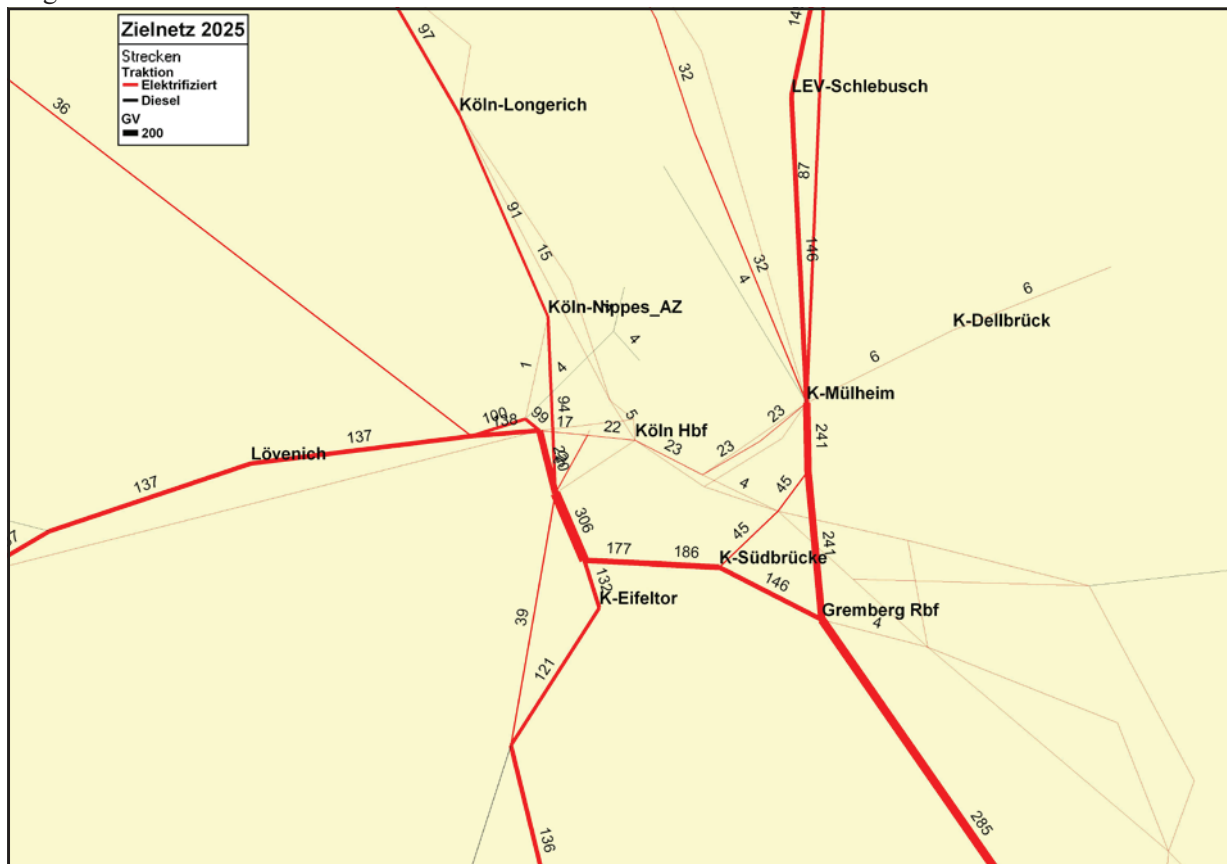 Zielnetz 2025
Strecken
Traktion
Elektrifiziert
Diesel
GV
200
97
36
32
LEV-Schlebusch
Köln-Longerich
87
91
15
146
32
4
6
Köln-Nippes_AZ
K-Dellbrück
4
1
4
6
K-Mülheim
94
100
138
99
17
5
22
Köln Hbf
23
23
23
241
137
Lövenich
137
4
45
306
45
241
177
186
K-Südbrücke
132
146
K-Eifeltor
Gremberg Rbf
4
39
121
285
136